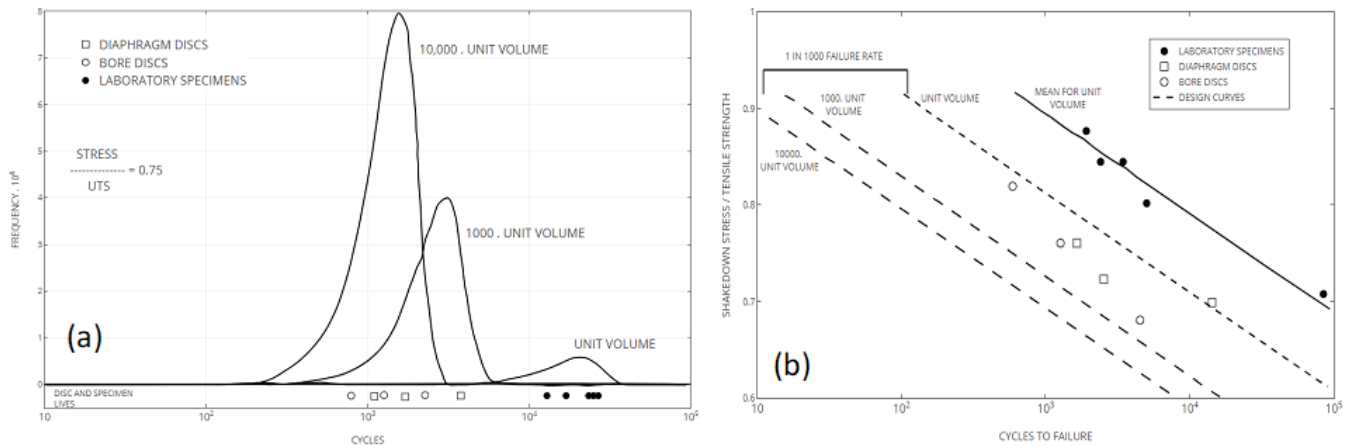 8
7
6
5
4
3
2
1
0
FREQUENCY .
□ DIAPHRAGM DISCS
○ BORE DISCS
● LABORATORY SPECIMENS
STRESS
---------- = 0.75
UTS
10,000 . UNIT VOLUME
1000 . UNIT VOLUME
UNIT VOLUME
(a)
DISC AND SPECIMEN
LIVES
10 10² 10³ 10⁴
CYCLES
1
0.9
0.8
0.7
0.6
SHAKEDOWN STRESS / TENSILE STRENGTH
1 IN 1000 FAILURE RATE
1000. UNIT
VOLUME
UNIT VOLUME
MEAN FOR UNIT
VOLUME
10000.
UNIT VOLUME
● LABORATORY SPECIMENS
□ DIAPHRAGM DISCS
○ BORE DISCS
– – – DESIGN CURVES
(b)
10 10² 10³ 10⁴ 10⁵
CYCLES TO FAILURE